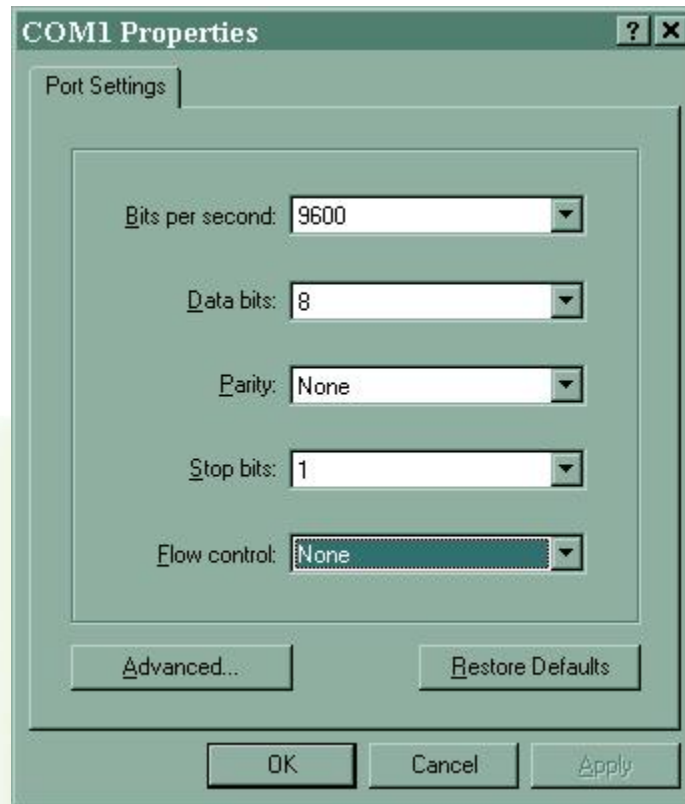 COM1 Properties ? ×
Port Settings
Bits per second: 9600
Data bits: 8
Parity: None
Stop bits: 1
Flow control: None
Advanced... Restore Defaults
OK Cancel Apply